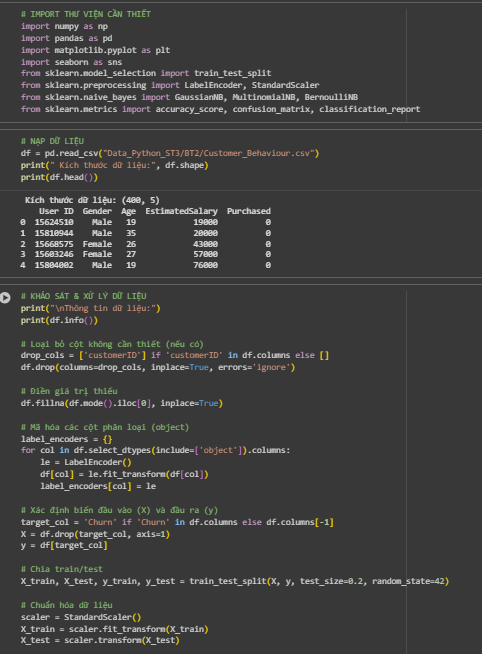 # IMPORT THƯ VIỆN CẦN THIẾT
import numpy as np
import pandas as pd
import matplotlib.pyplot as plt
import seaborn as sns
from sklearn.model_selection import train_test_split
from sklearn.preprocessing import LabelEncoder, StandardScaler
from sklearn.naive_bayes import GaussianNB, MultinomialNB, BernoulliNB
from sklearn.metrics import accuracy_score, confusion_matrix, classification_report
# NẠP DỮ LIỆU
df = pd.read_csv("Data_Python_ST3/BT2/Customer_Behaviour.csv")
print(" Kích thước dữ liệu:", df.shape)
print(df.head())
Kích thước dữ liệu: (400, 5)
User ID Gender Age EstimatedSalary Purchased
0 15624510 Male 19 19000 0
1 15810944 Male 35 20000 0
2 15668575 Female 26 43000 0
3 15603246 Female 27 57000 0
4 15804002 Male 19 76000 0
# KHẢO SÁT & XỬ LÝ DỮ LIỆU
print("\nThông tin dữ liệu:")
print(df.info())
# Loại bỏ cột không cần thiết (nếu có)
drop_cols = ['customerID'] if 'customerID' in df.columns else []
df.drop(columns=drop_cols, inplace=True, errors='ignore')
# Điền giá trị thiếu
df.fillna(df.mode().iloc[0], inplace=True)
# Mã hóa các cột phân loại (object)
label_encoders = {}
for col in df.select_dtypes(include=['object']).columns:
    le = LabelEncoder()
    df[col] = le.fit_transform(df[col])
    label_encoders[col] = le
# Xác định biến đầu vào (X) và đầu ra (y)
target_col = 'Churn' if 'Churn' in df.columns else df.columns[-1]
X = df.drop(target_col, axis=1)
y = df[target_col]
# Chia train/test
X_train, X_test, y_train, y_test = train_test_split(X, y, test_size=0.2, random_state=42)
# Chuẩn hóa dữ liệu
scaler = StandardScaler()
X_train = scaler.fit_transform(X_train)
X_test = scaler.transform(X_test)